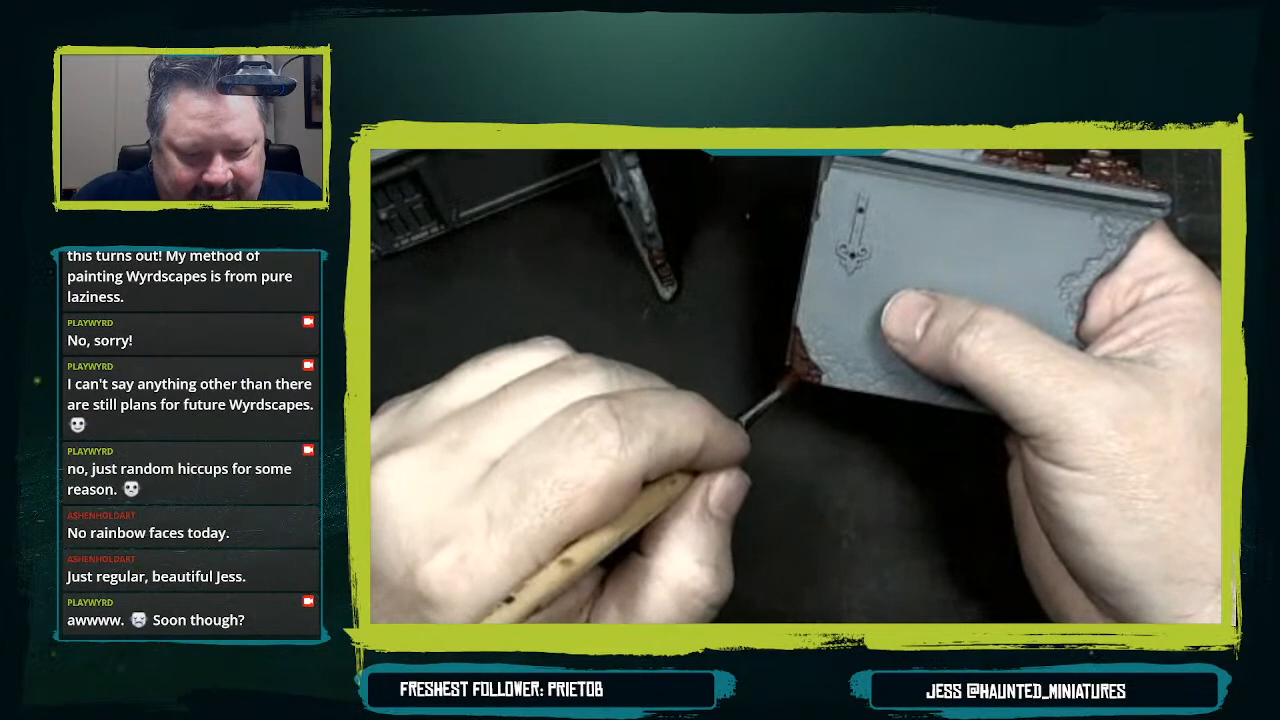 this turns out! My method of
painting Wyrdscapes is from pure
laziness.
PLAYWYRD
No, sorry!
PLAYWYRD
I can't say anything other than there
are still plans for future Wyrdscapes.
PLAYWYRD
no, just random hiccups for some
reason.
ASHENHOLDART
No rainbow faces today.
ASHENHOLDART
Just regular, beautiful Jess.
PLAYWYRD
awwww. Soon though?
FRESHEST FOLLOWER: PRIETOB
JESS @HAUNTED_MINIATURES